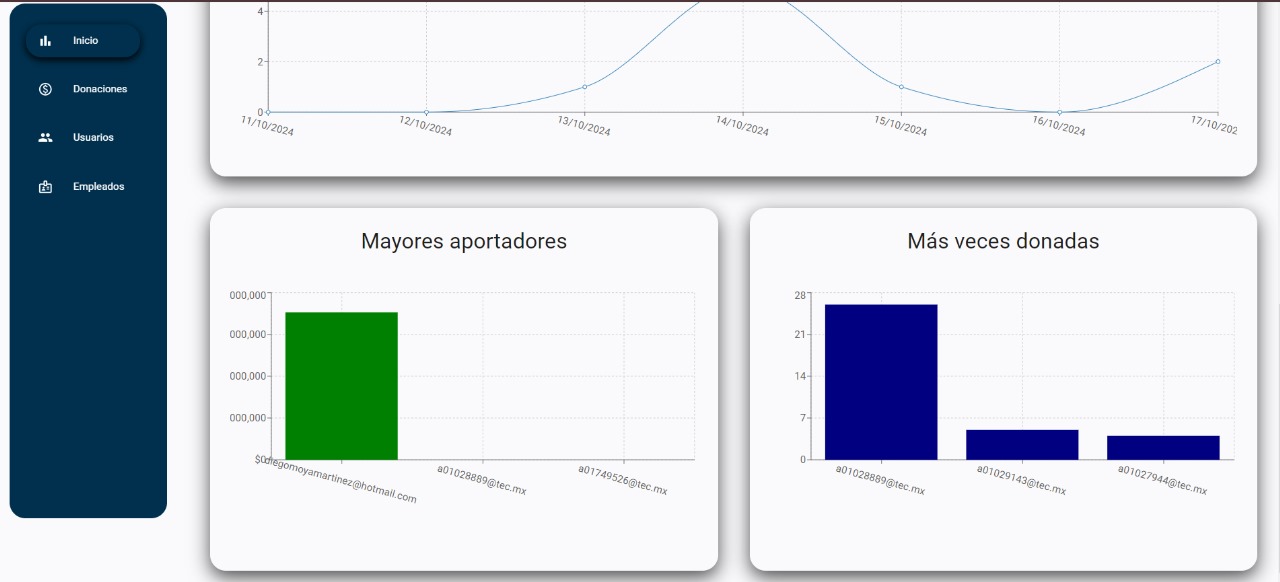 Inicio
Donaciones
Usuarios
Empleados
4
2
0
11/10/2024
12/10/2024
13/10/2024
14/10/2024
15/10/2024
16/10/2024
17/10/202
Mayores aportadores
000,000
000,000
000,000
000,000
$0
diegomoyamartinez@hotmail.com
a01028889@tec.mx
a01749526@tec.mx
Más veces donadas
28
21
14
7
0
a01028889@tec.mx
a01029143@tec.mx
a01027944@tec.mx